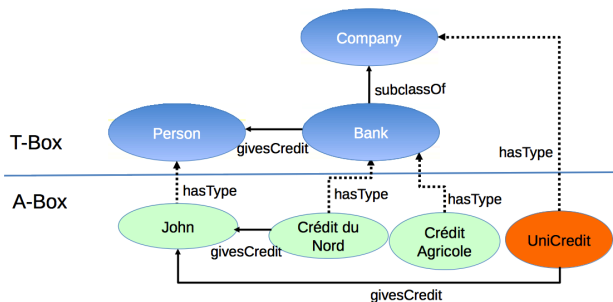 Company
subclassOf
Person
Bank
givesCredit
T-Box
hasType
A-Box
hasType
hasType
hasType
John
Crédit du
Nord
Crédit
Agricole
UniCredit
givesCredit
givesCredit